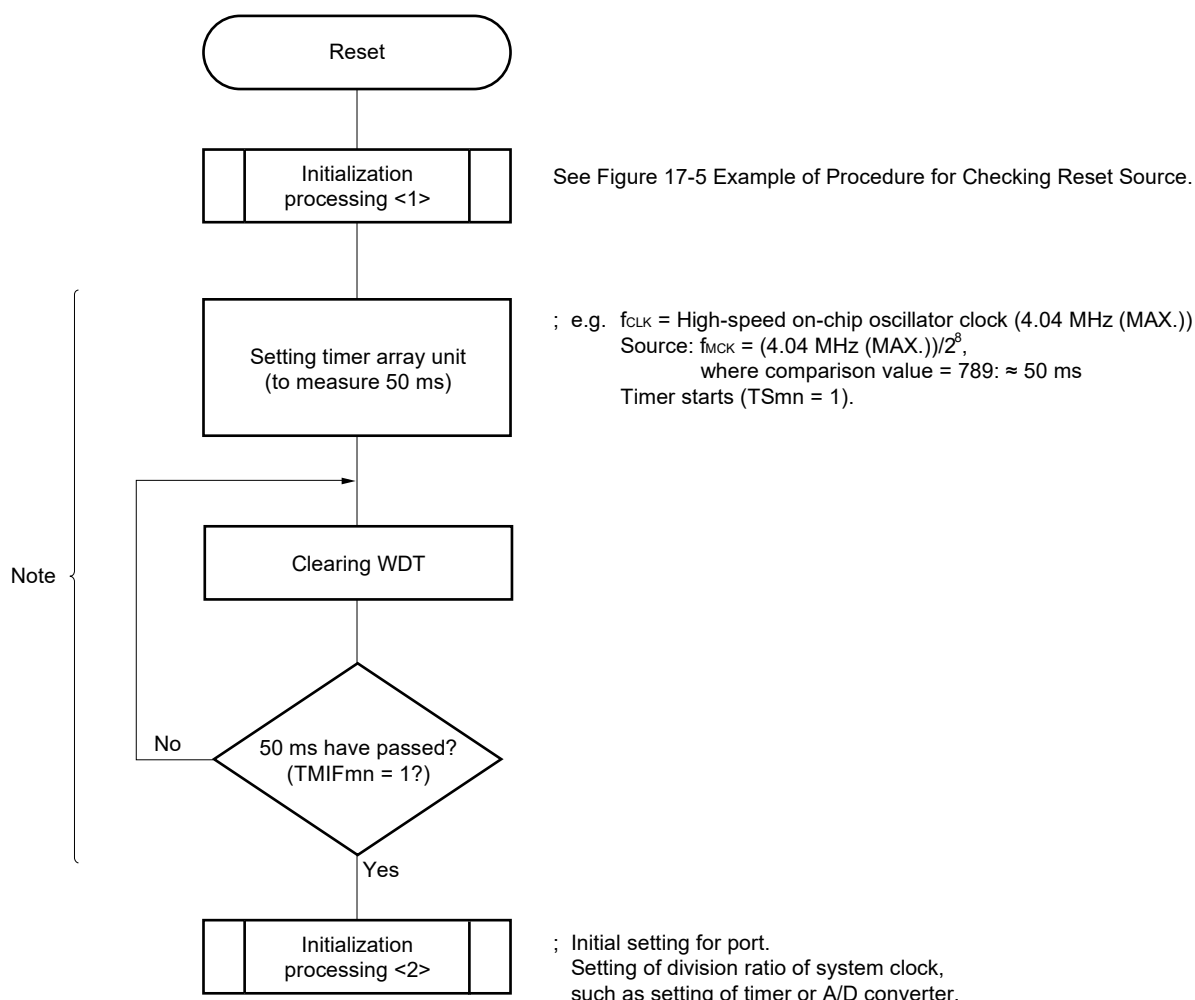 Reset
Initialization
processing <1>
See Figure 17-5 Example of Procedure for Checking Reset Source.
Setting timer array unit
(to measure 50 ms)
; e.g. fCLK = High-speed on-chip oscillator clock (4.04 MHz (MAX.))
Source: fMCK = (4.04 MHz (MAX.))/2⁸,
where comparison value = 789: ≈ 50 ms
Timer starts (TSmn = 1).
Clearing WDT
Note
No
50 ms have passed?
(TMIFmn = 1?)
Yes
Initialization
processing <2>
; Initial setting for port.
Setting of division ratio of system clock,
such as setting of timer or A/D converter.